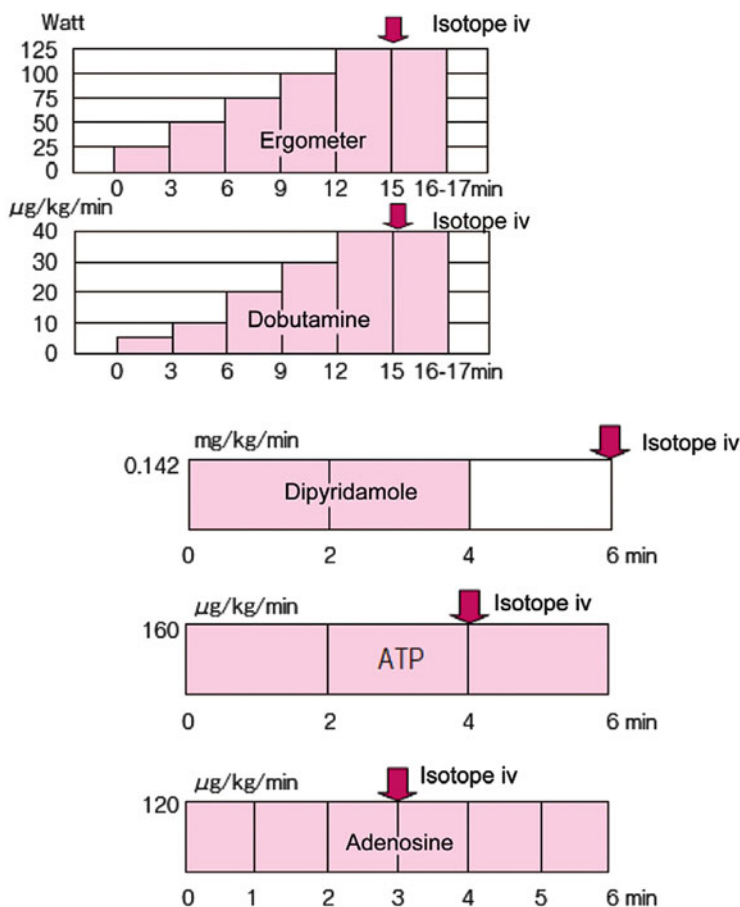 Watt Isotope iv
125
100
75
50
25
0
Ergometer
0 3 6 9 12 15 16-17min
µg/kg/min Isotope iv
40
30
20
10
0
Dobutamine
0 3 6 9 12 15 16-17min
mg/kg/min Isotope iv
0.142
Dipyridamole
0 2 4 6 min
µg/kg/min Isotope iv
160
ATP
0 2 4 6 min
µg/kg/min Isotope iv
120
Adenosine
0 1 2 3 4 5 6 min